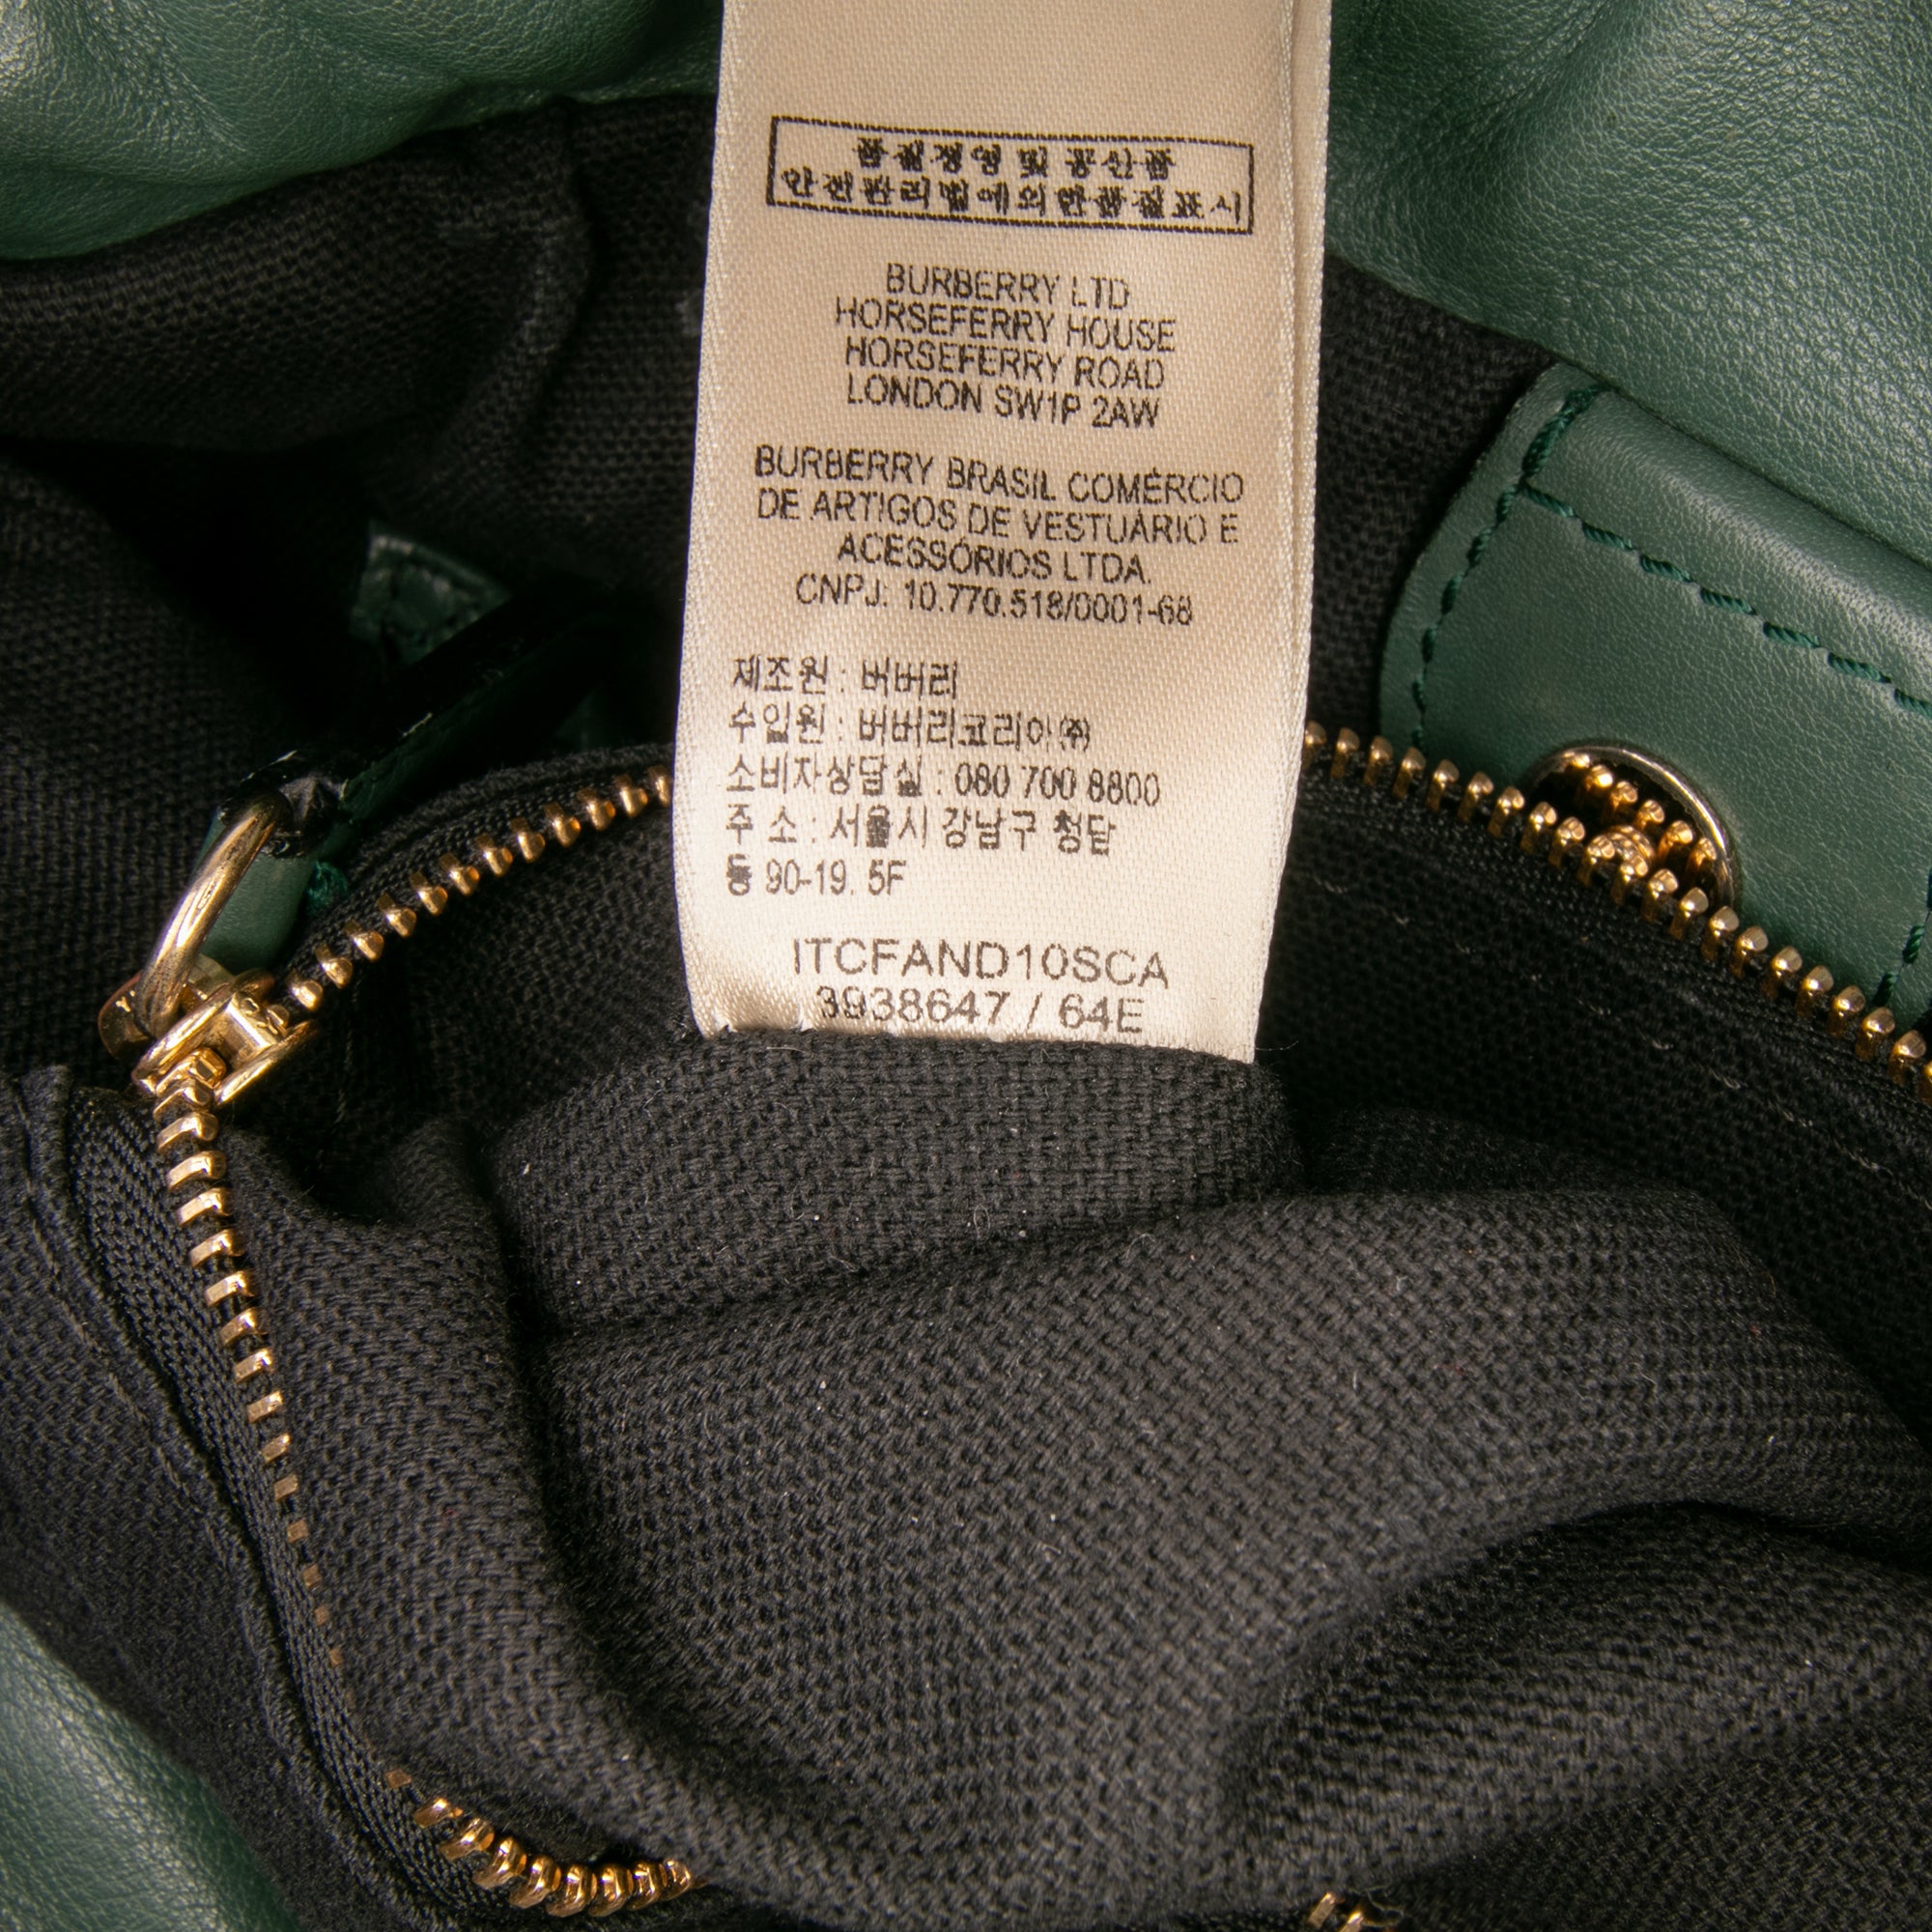 품질경영 및 공산품
안전관리법에의한품질표시
BURBERRY LTD
HORSEFERRY HOUSE
HORSEFERRY ROAD
LONDON SW1P 2AW
BURBERRY BRASIL COMÉRCIO
DE ARTIGOS DE VESTUÁRIO E
ACESSÓRIOS LTDA.
CNPJ: 10.770.518/0001-68
제조원 : 버버리
수입원 : 버버리코리아(주)
소비자상담실 : 080 700 8800
주 소 : 서울시 강남구 청담
동 90-19. 5F
ITCFAND10SCA
3938647 / 64E